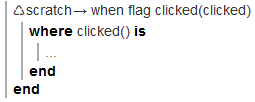 ♺scratch→ when flag clicked(clicked)
where clicked() is
...
end
end